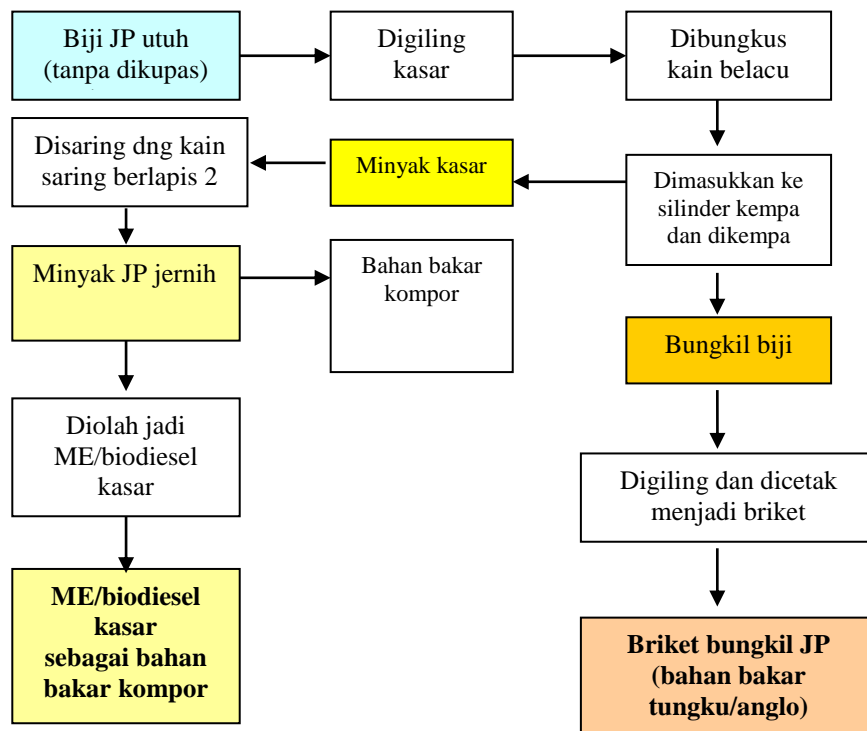 Biji JP utuh
(tanpa dikupas)
Digiling
kasar
Dibungkus
kain belacu
Disaring dng kain
saring berlapis 2
Minyak kasar
Dimasukkan ke
silinder kempa
dan dikempa
Minyak JP jernih
Bahan bakar
kompor
Bungkil biji
Diolah jadi
ME/biodiesel
kasar
Digiling dan dicetak
menjadi briket
ME/biodiesel
kasar
sebagai bahan
bakar kompor
Briket bungkil JP
(bahan bakar
tungku/anglo)